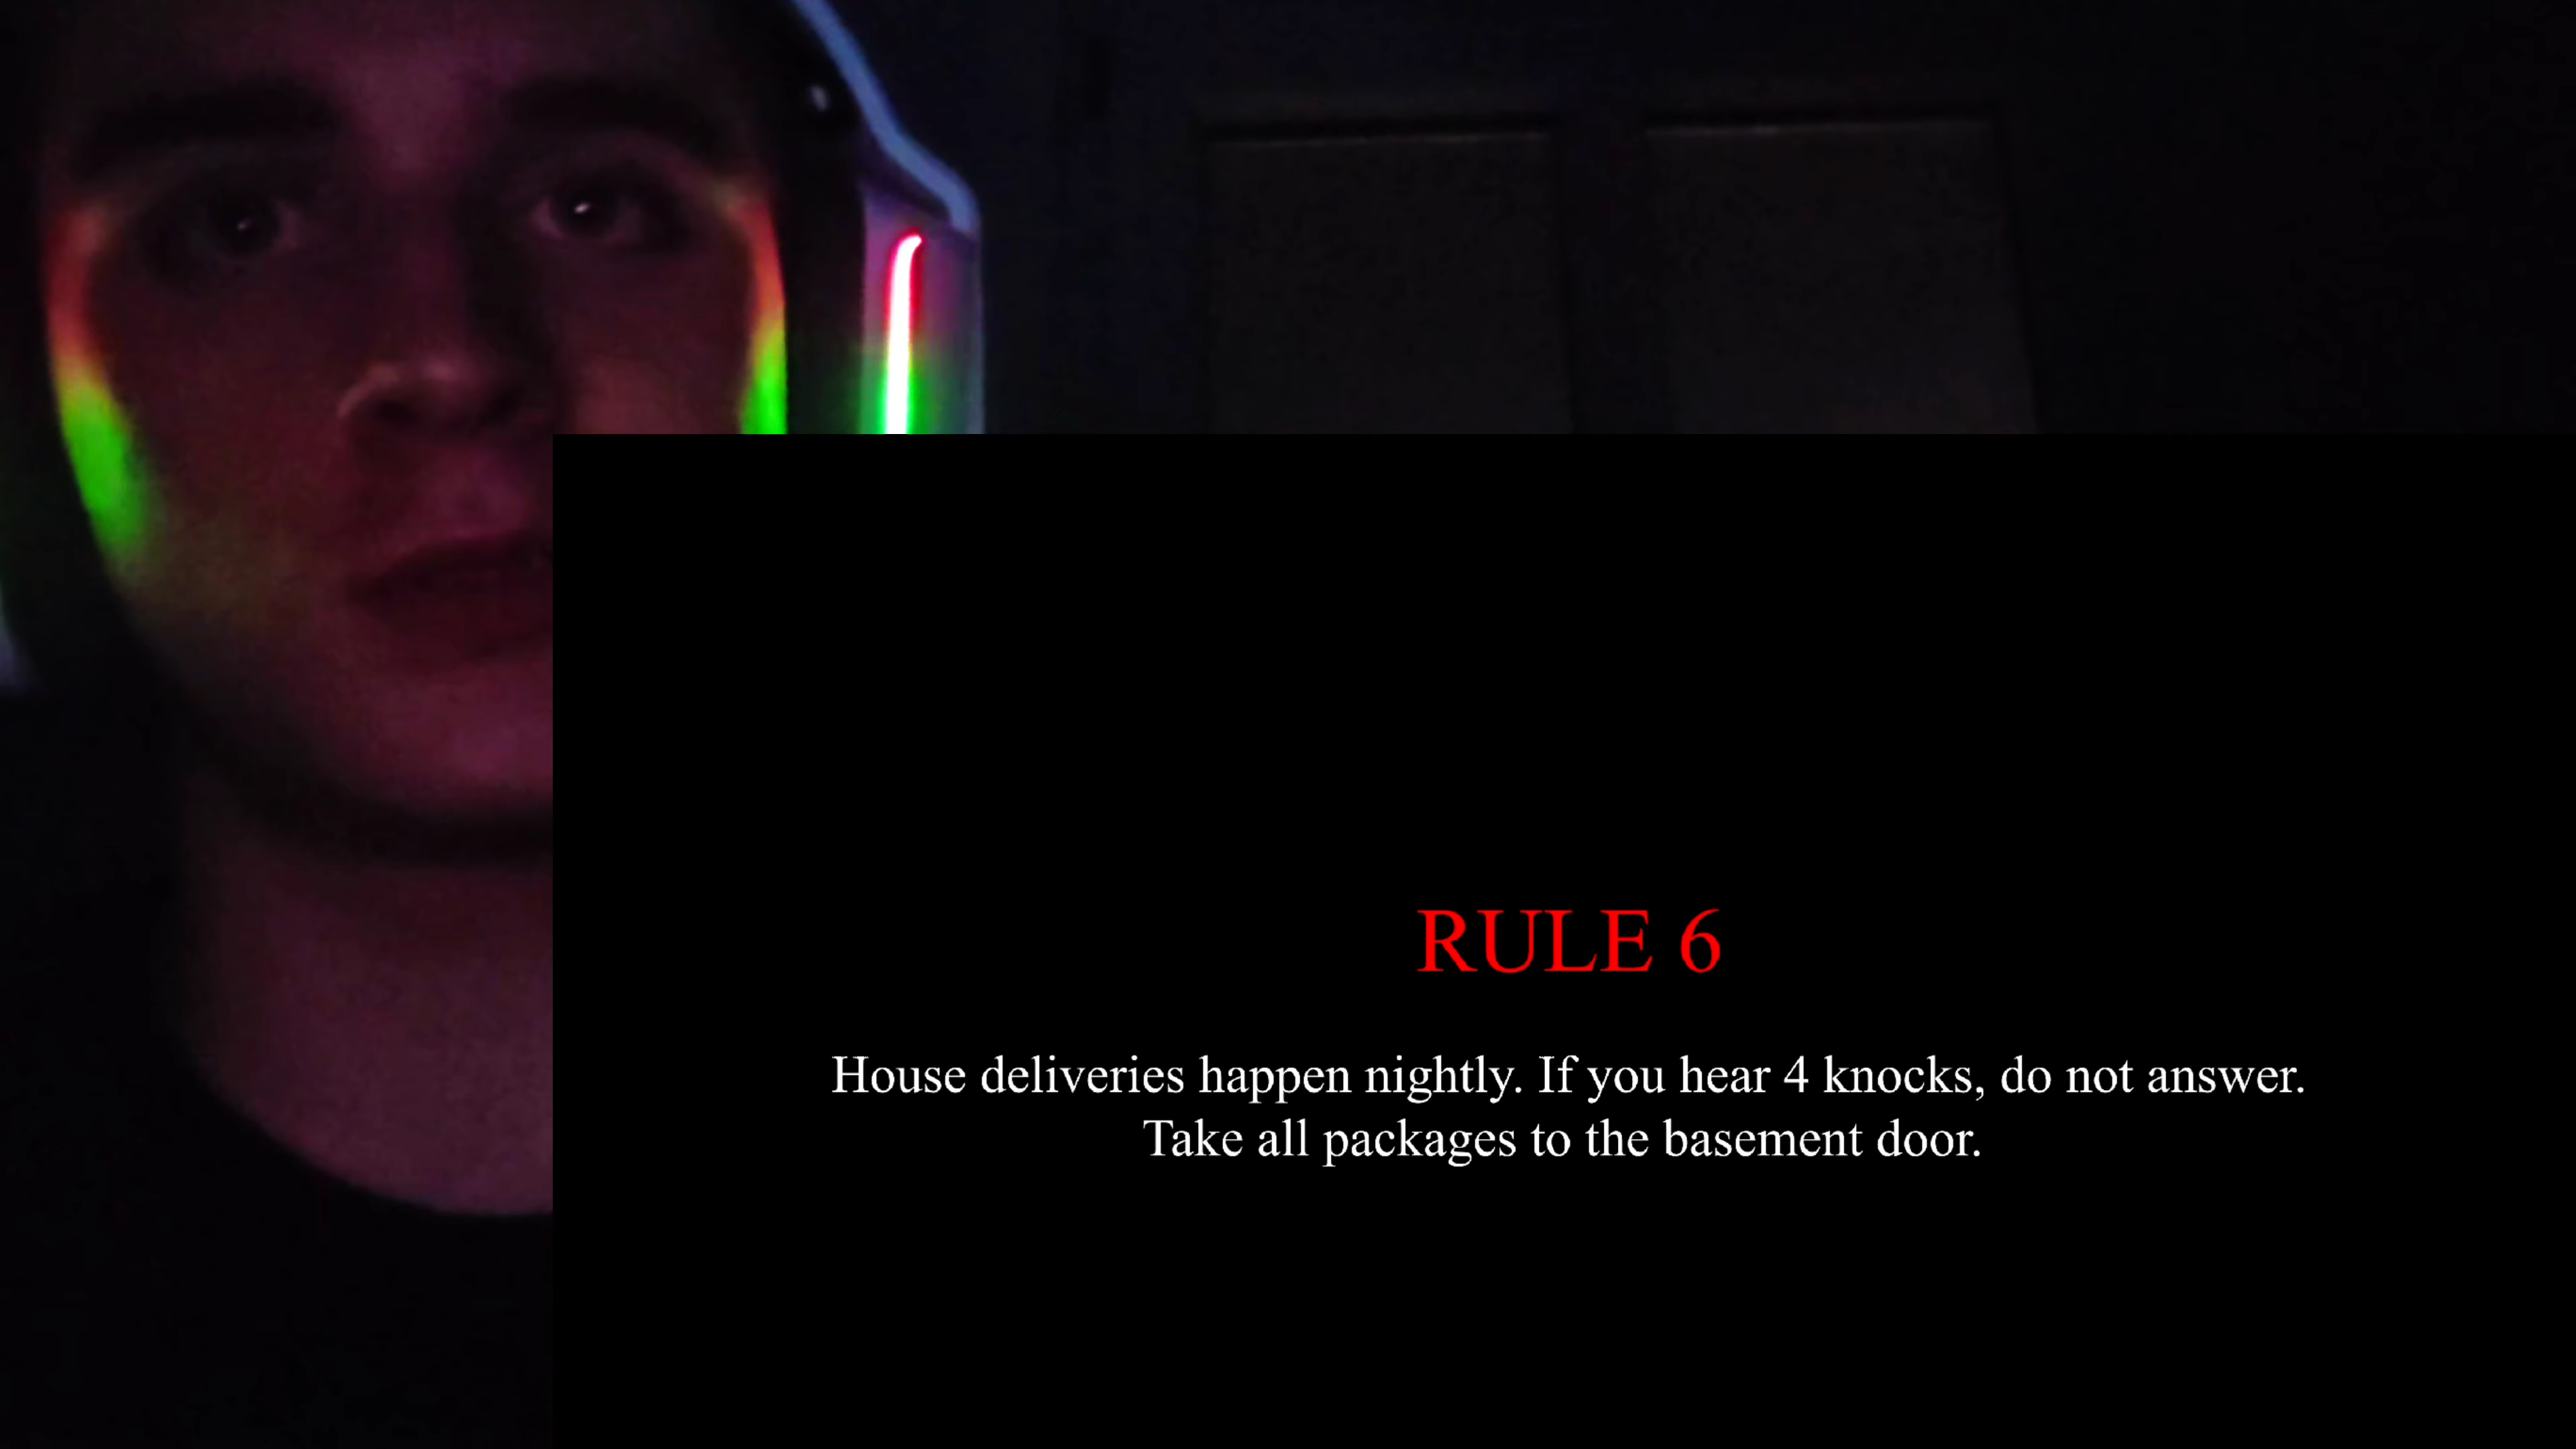 RULE 6
House deliveries happen nightly. If you hear 4 knocks, do not answer.
Take all packages to the basement door.